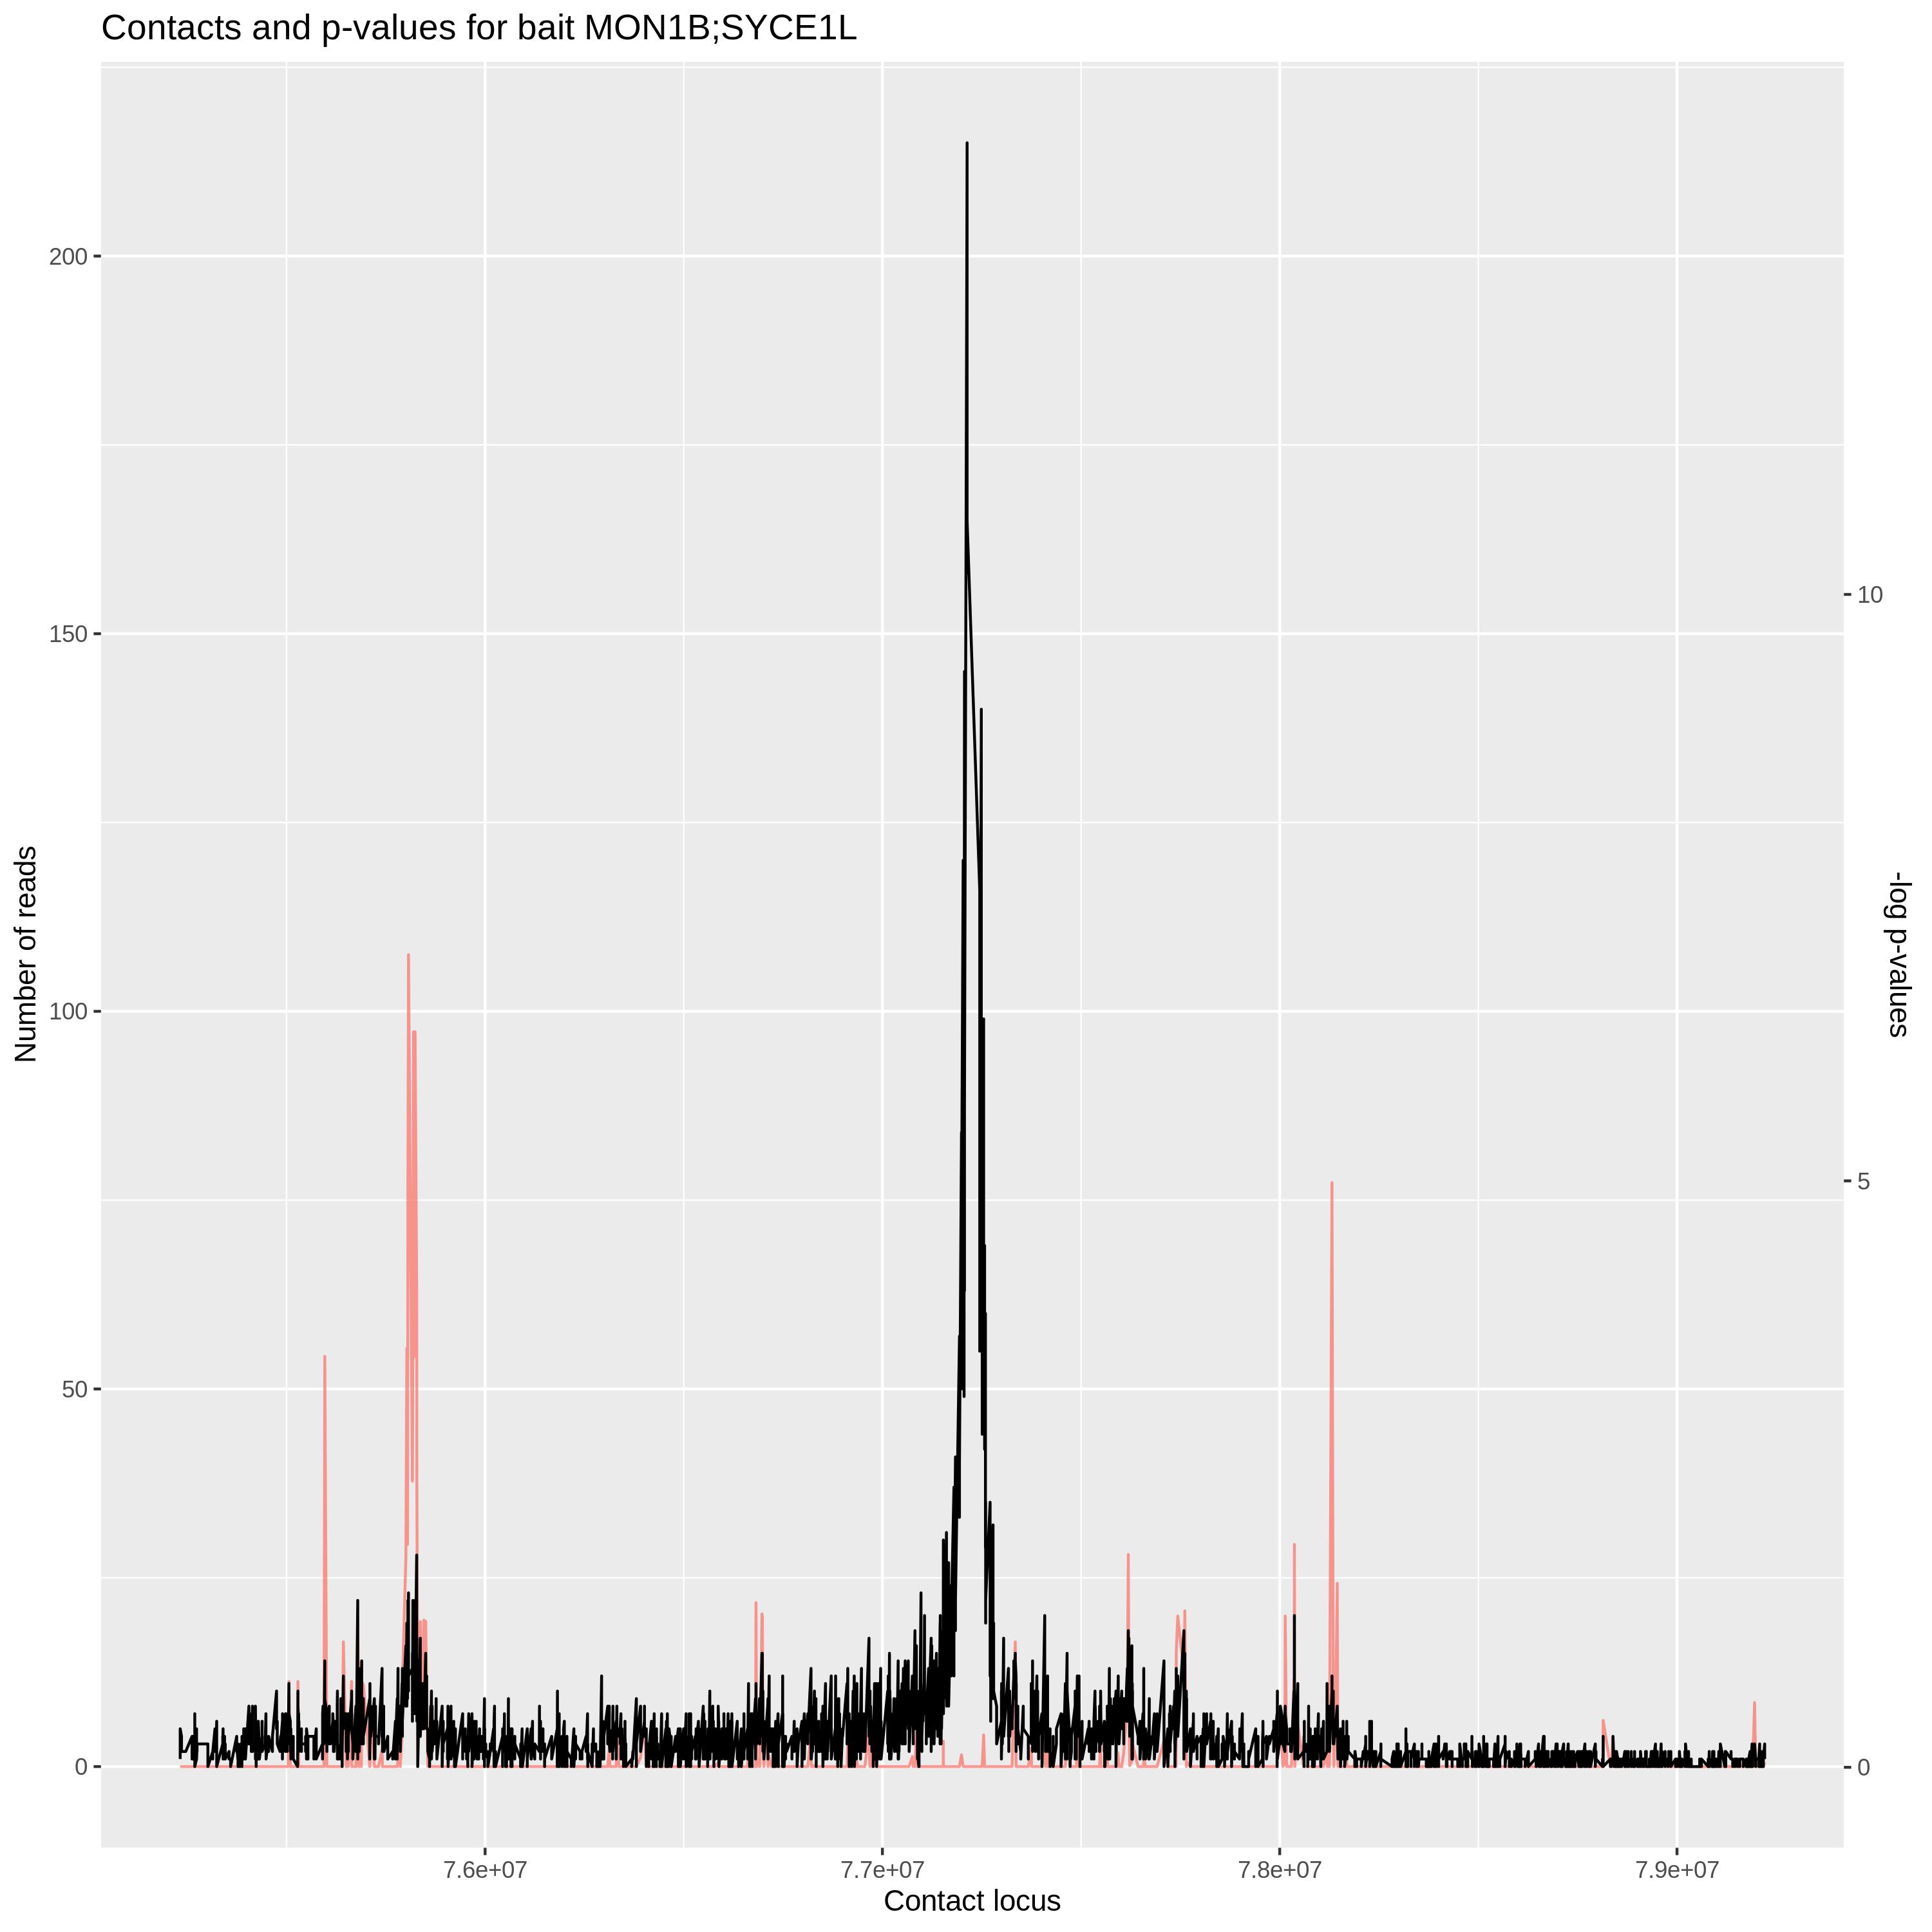 Contacts and p-values for bait MON1B;SYCE1L
200
150
100
50
0
Number of reads
10
5
0
-log p-values
7.6e+07
7.7e+07
7.8e+07
7.9e+07
Contact locus